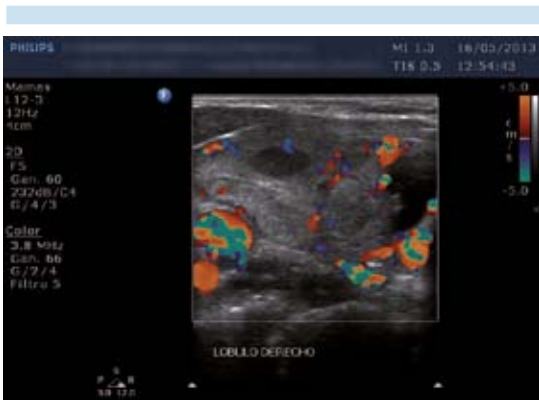 PHILIPS
MI 1.3 16/05/2013
TIS 0.5 12:54:43
Mamas
L12-3
12Hz
4cm
2D
FS
Gan. 60
232dB/C4
G/4/3
Color
3.8 MHz
Gan. 66
G/2/4
Filtro 5
+5.0
cm/s
-5.0
LOBULO DERECHO